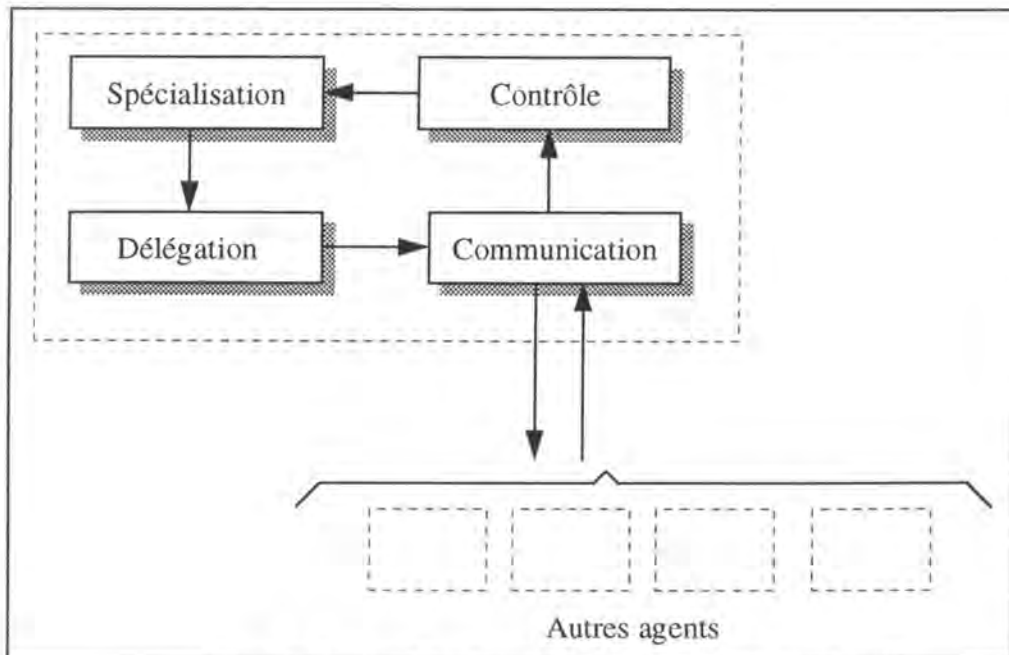 Spécialisation
Contrôle
Délégation
Communication
Autres agents